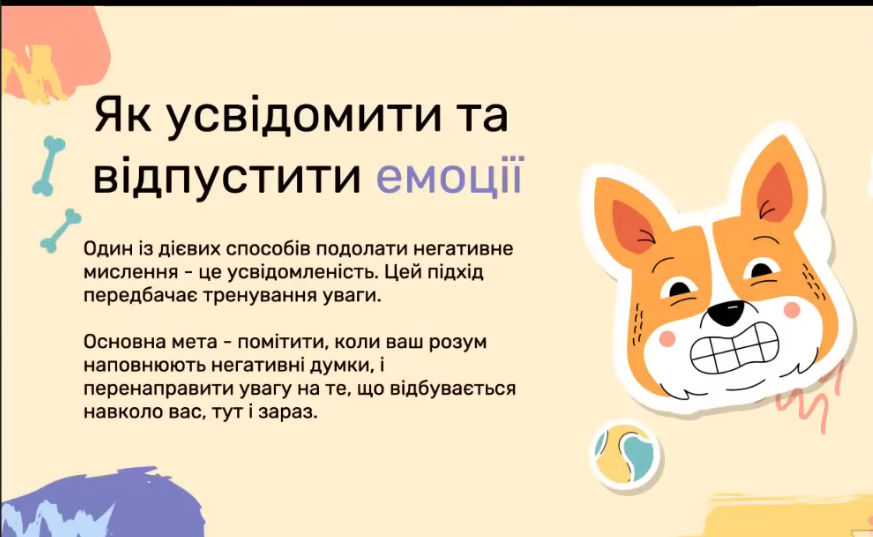 Як усвідомити та
відпустити емоції
Один із дієвих способів подолати негативне
мислення - це усвідомленість. Цей підхід
передбачає тренування уваги.
Основна мета - помітити, коли ваш розум
наповнюють негативні думки, і
перенаправити увагу на те, що відбувається
навколо вас, тут і зараз.